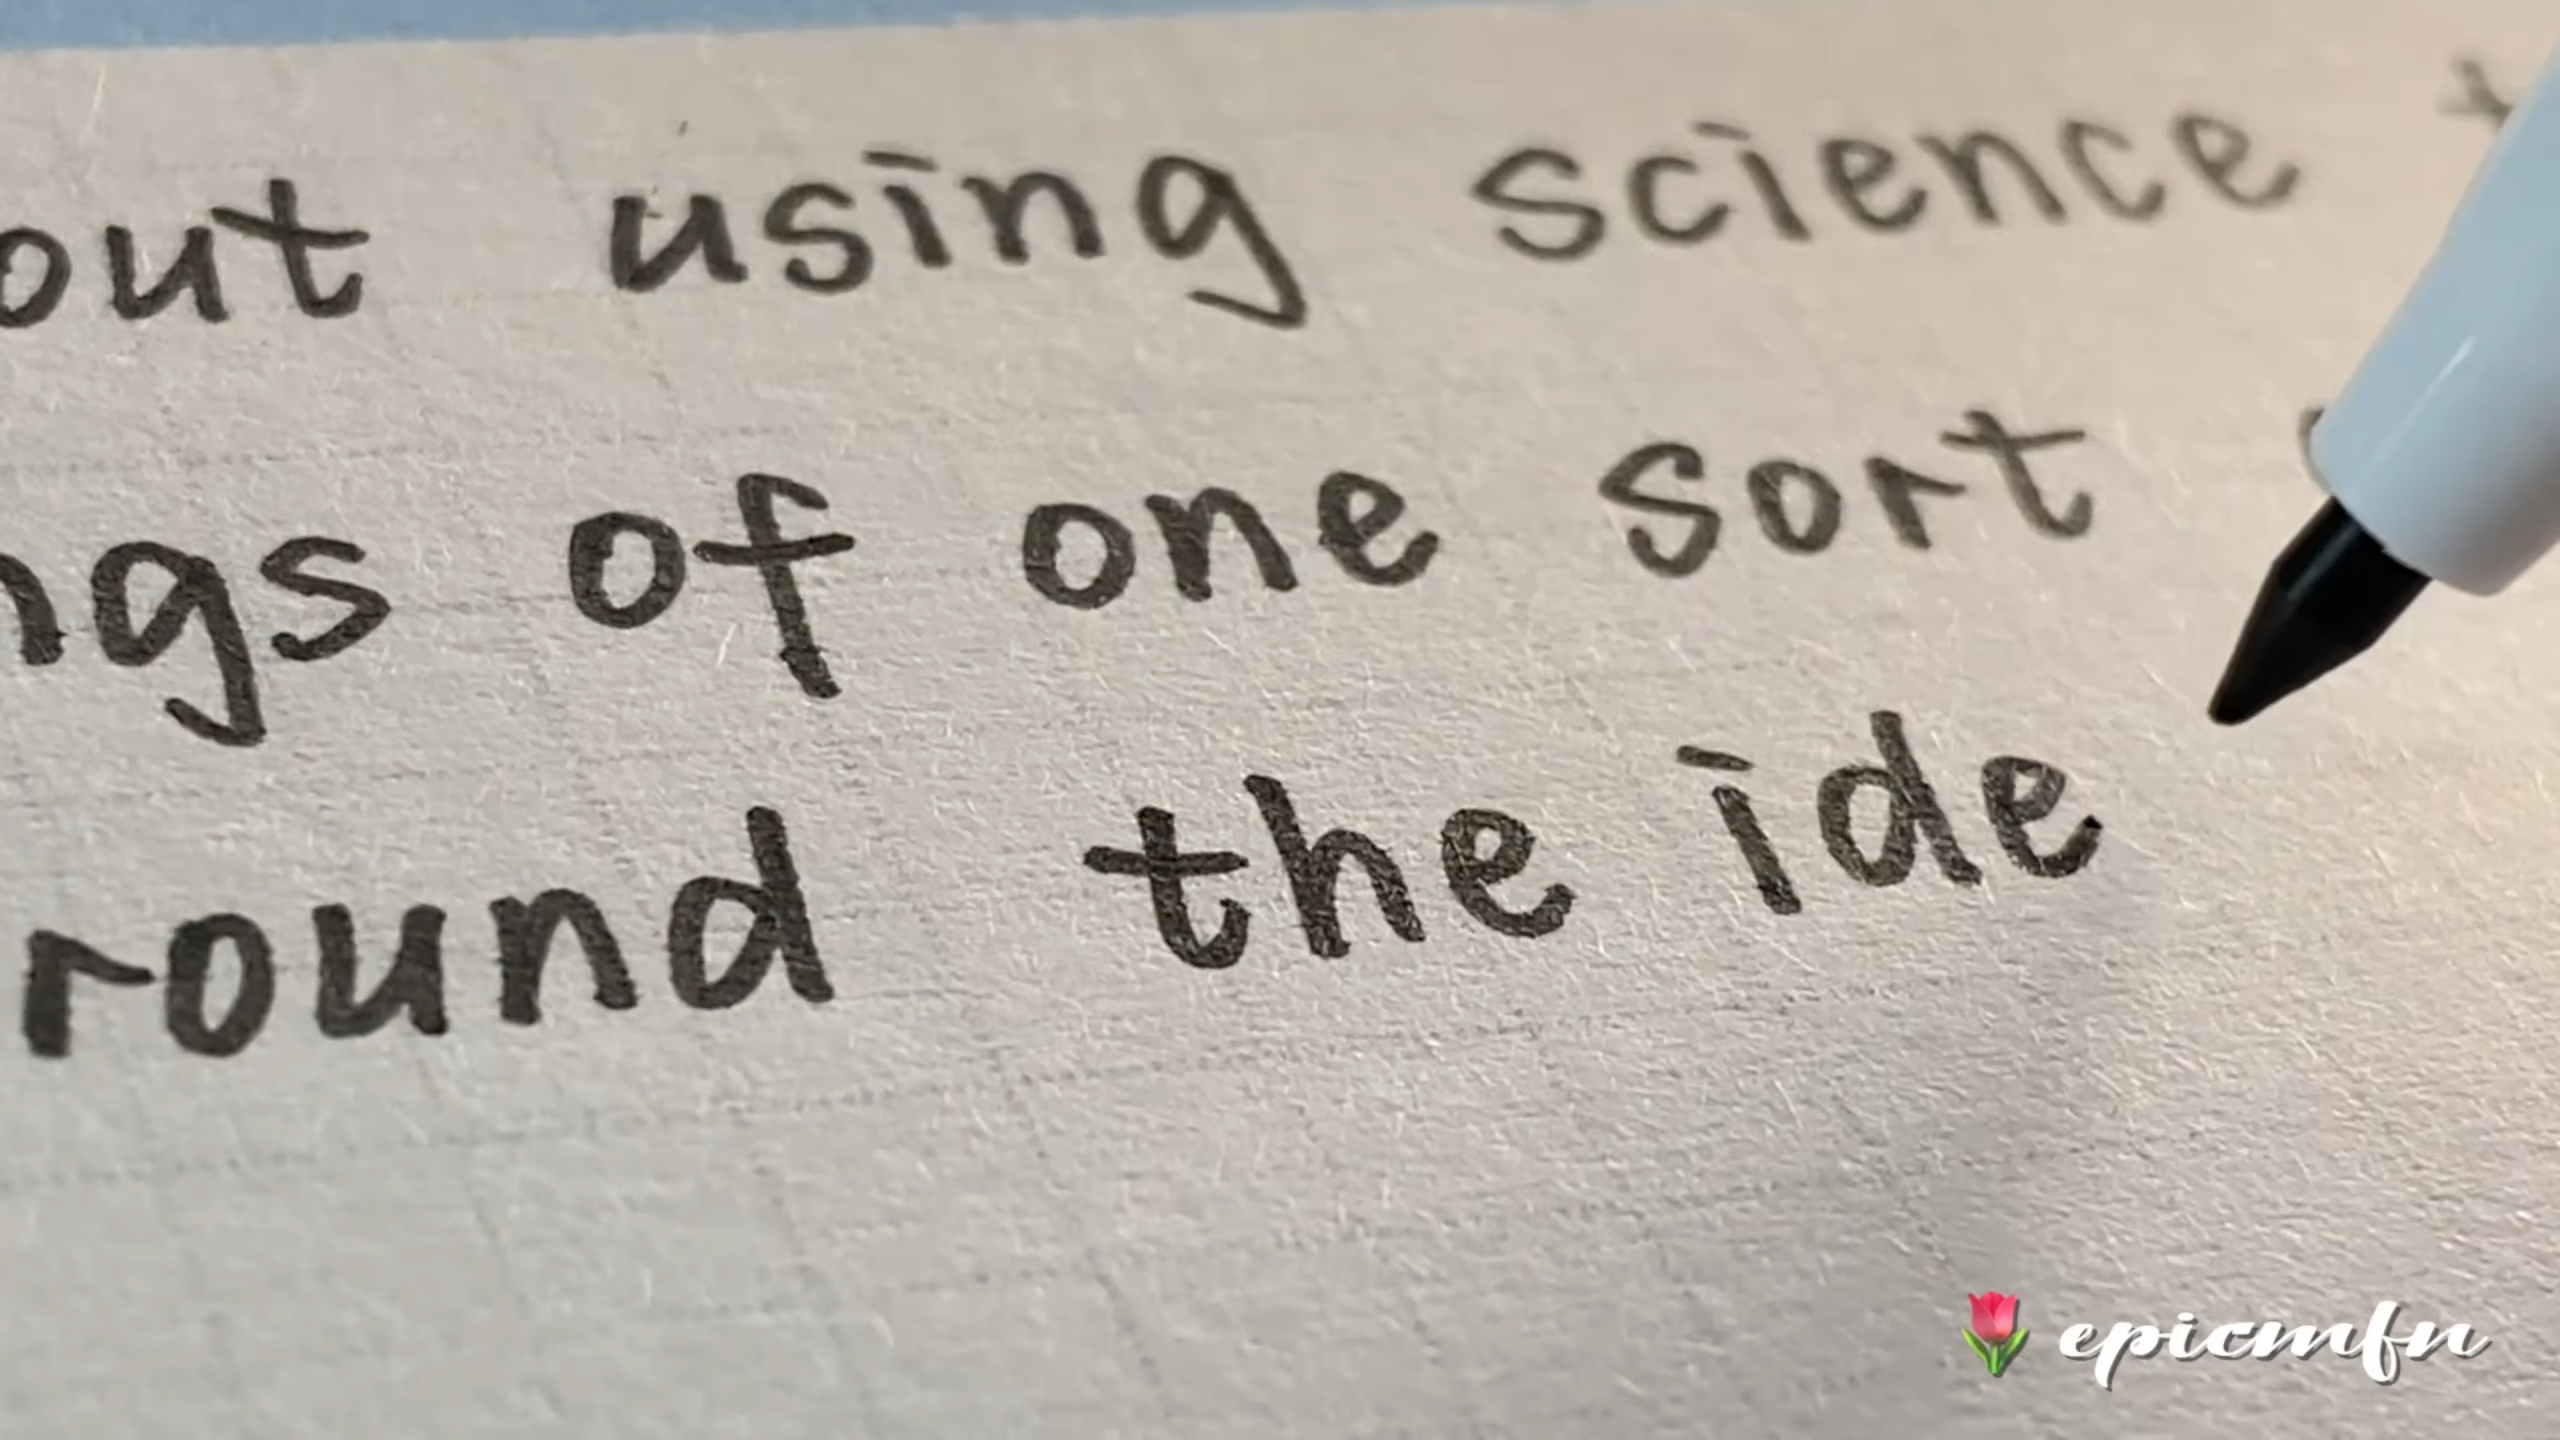 out using science t
ngs of one sort
round the ide
epicmfn